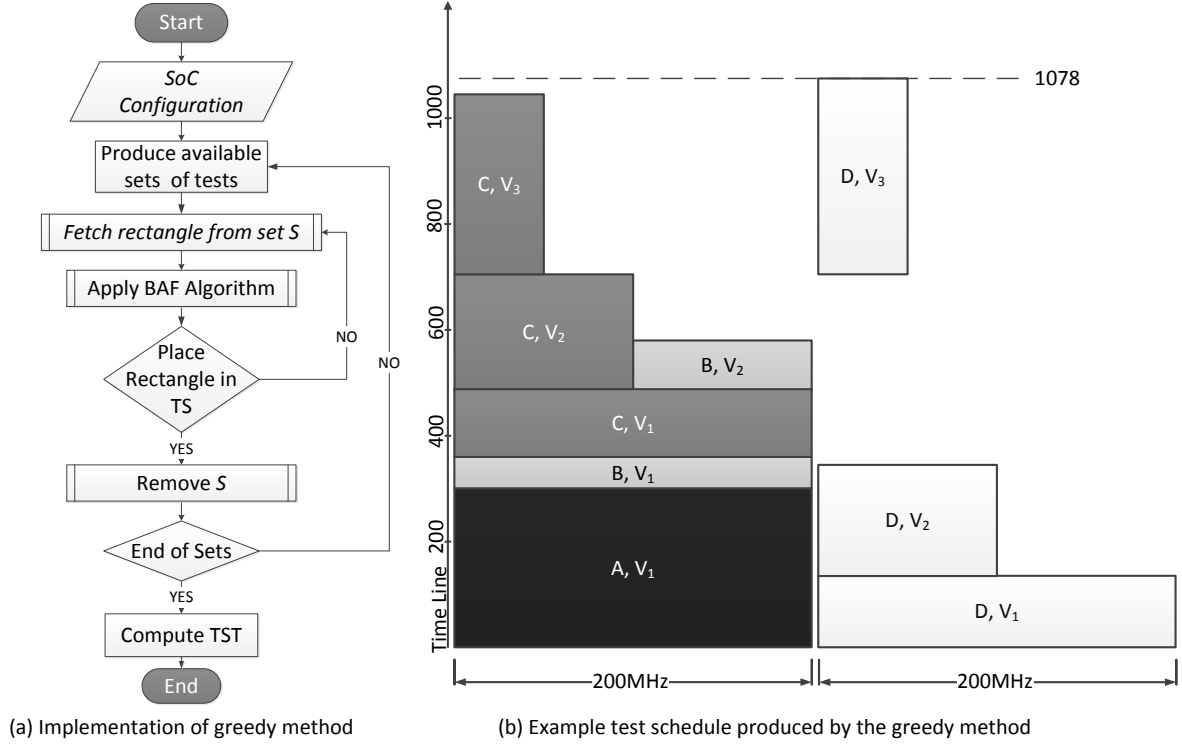 Start
SoC
Configuration
Produce available
sets of tests
Fetch rectangle from set S
Apply BAF Algorithm
Place
Rectangle in
TS
NO
NO
YES
Remove S
End of Sets
YES
Compute TST
End
(a) Implementation of greedy method
1078
1000
800
600
400
200
Time Line
C, V3
D, V3
C, V2
B, V2
C, V1
B, V1
A, V1
D, V2
D, V1
200MHz
200MHz
(b) Example test schedule produced by the greedy method